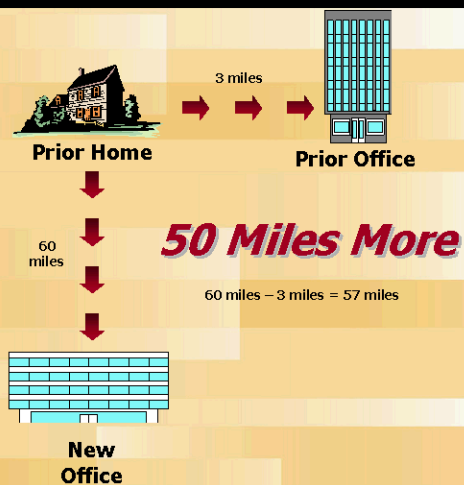 3 miles
Prior Home
Prior Office
60
miles
50 Miles More
60 miles – 3 miles = 57 miles
New
Office